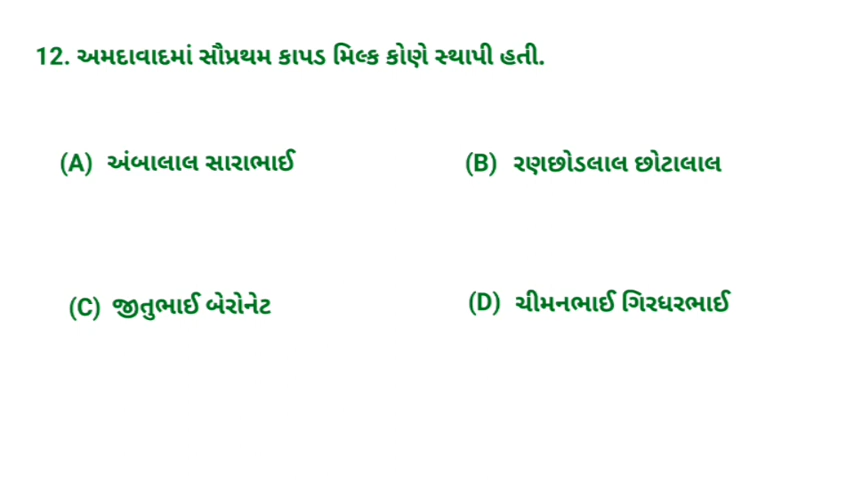 12. અમદાવાદમાં સૌપ્રથમ કાપડ મિલ્ક કોણે સ્થાપી હતી.
(A) અંબાલાલ સારાભાઈ
(B) રણછોડલાલ છોટાલાલ
(C) જીતુભાઈ બેરોનેટ
(D) ચીમનભાઈ ગિરધરભાઈ